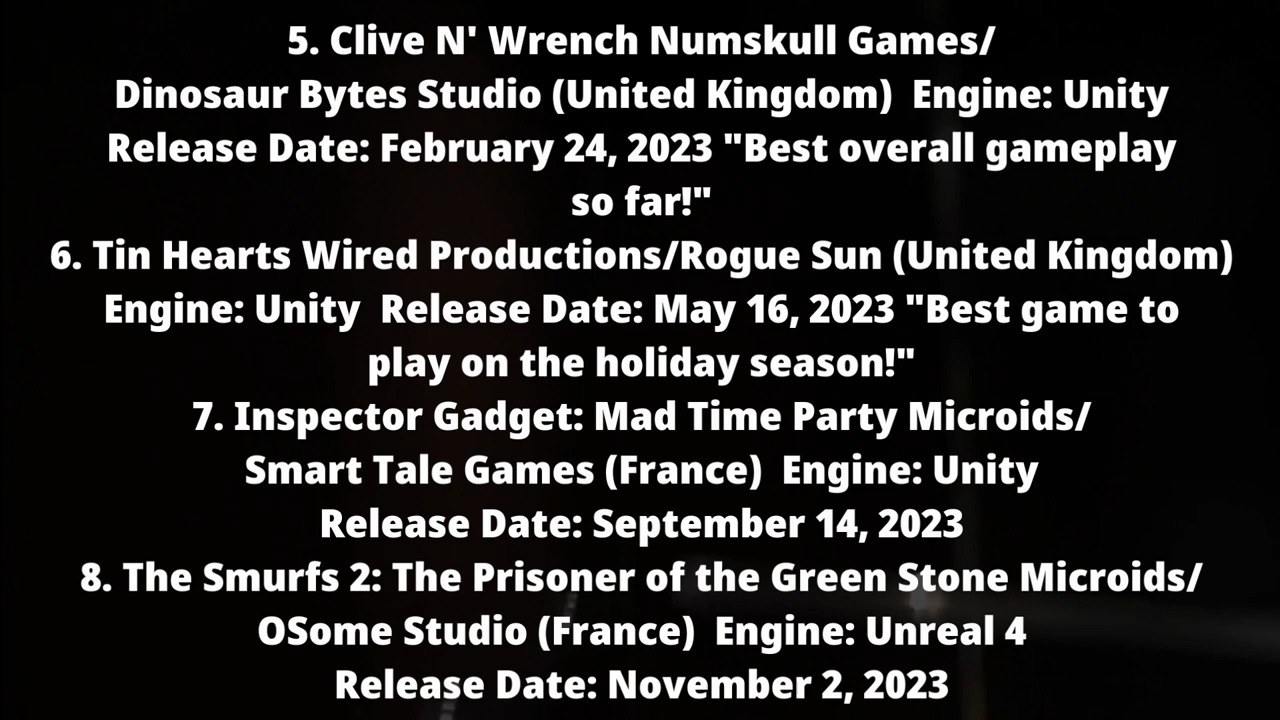 5. Clive N' Wrench Numskull Games/
Dinosaur Bytes Studio (United Kingdom)  Engine: Unity
Release Date: February 24, 2023 "Best overall gameplay
so far!"
6. Tin Hearts Wired Productions/Rogue Sun (United Kingdom)
Engine: Unity  Release Date: May 16, 2023 "Best game to
play on the holiday season!"
7. Inspector Gadget: Mad Time Party Microids/
Smart Tale Games (France)  Engine: Unity
Release Date: September 14, 2023
8. The Smurfs 2: The Prisoner of the Green Stone Microids/
OSome Studio (France)  Engine: Unreal 4
Release Date: November 2, 2023